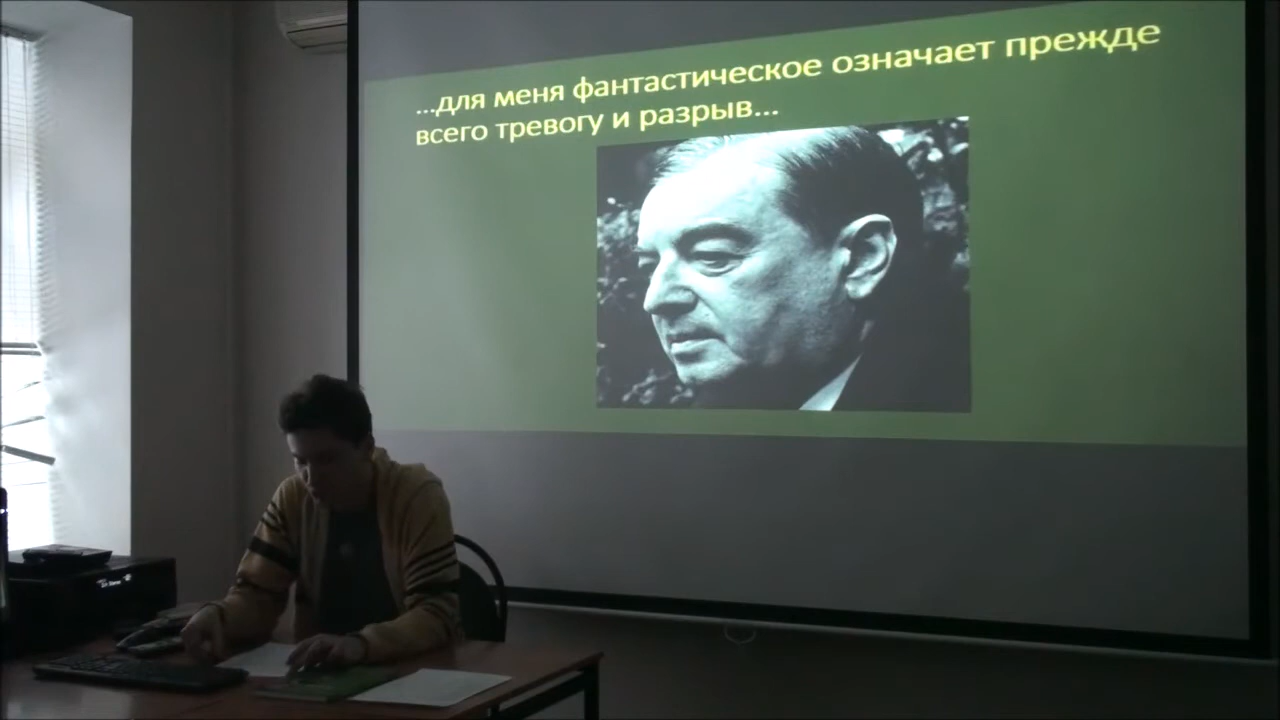 ...для меня фантастическое означает прежде
всего тревогу и разрыв...